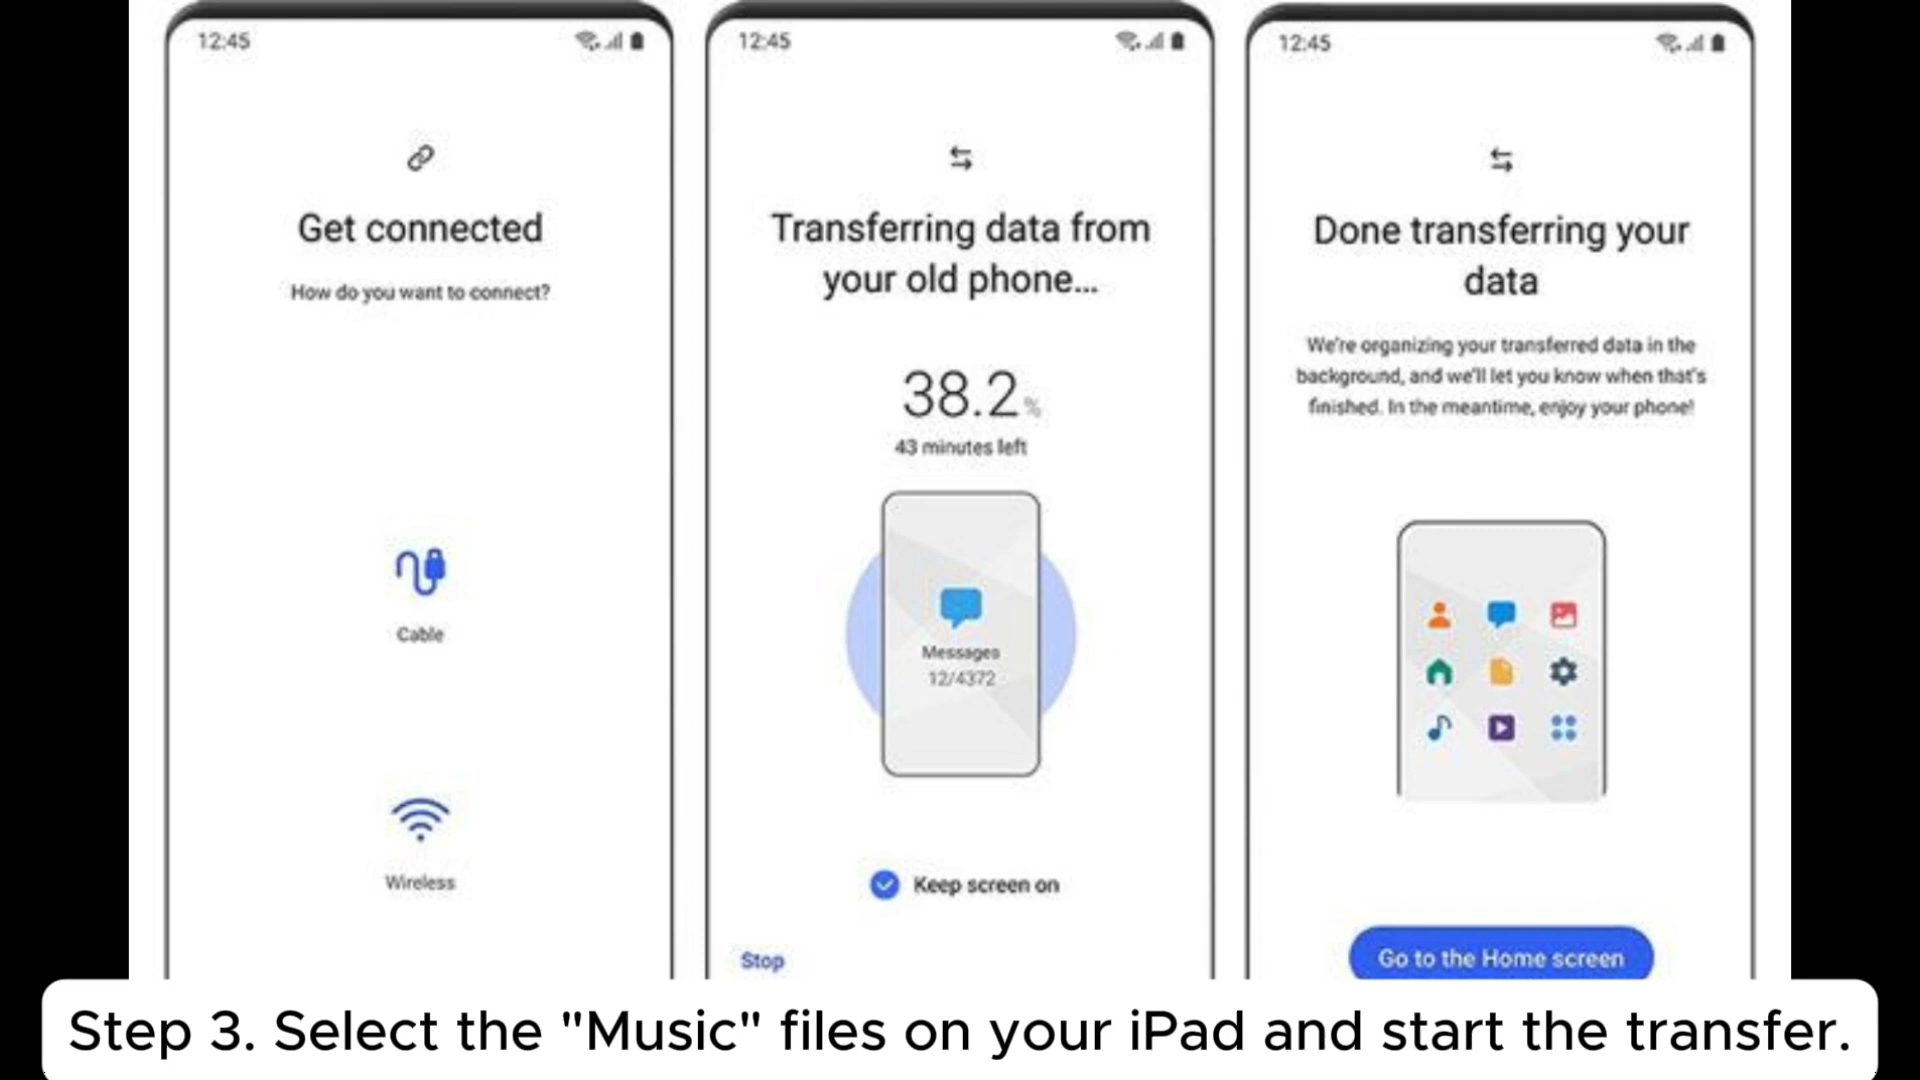 12:45
Get connected
How do you want to connect?
Cable
Wireless
12:45
Transferring data from
your old phone...
38.2%
43 minutes left
Messages
12/4372
Keep screen on
Stop
12:45
Done transferring your
data
We're organizing your transferred data in the
background, and we'll let you know when that's
finished. In the meantime, enjoy your phone!
Go to the Home screen
Step 3. Select the "Music" files on your iPad and start the transfer.